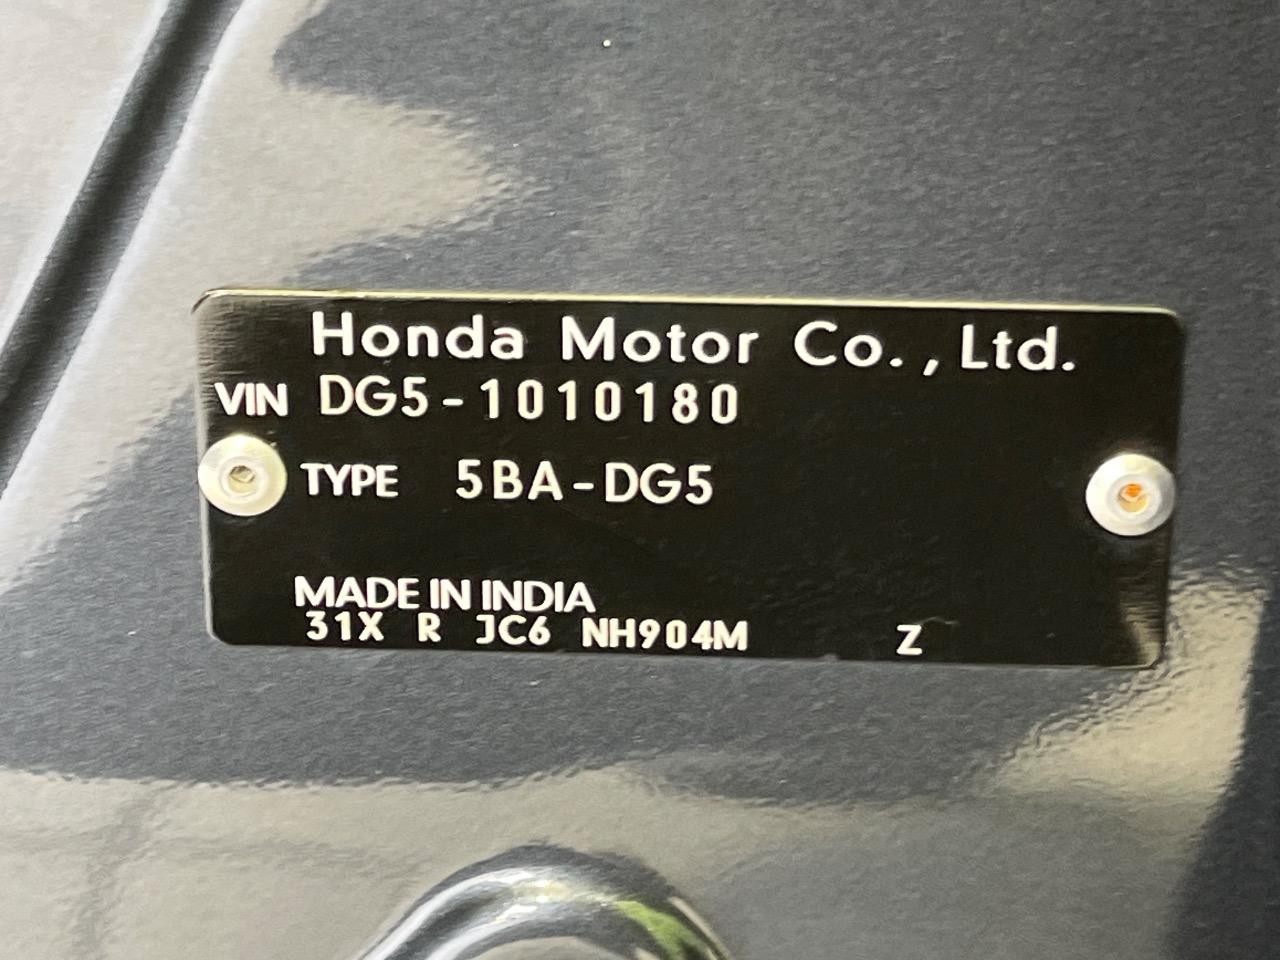 Honda Motor Co., Ltd.
VIN DG5-1010180
TYPE 5BA-DG5
MADE IN INDIA
31X R JC6 NH904M Z